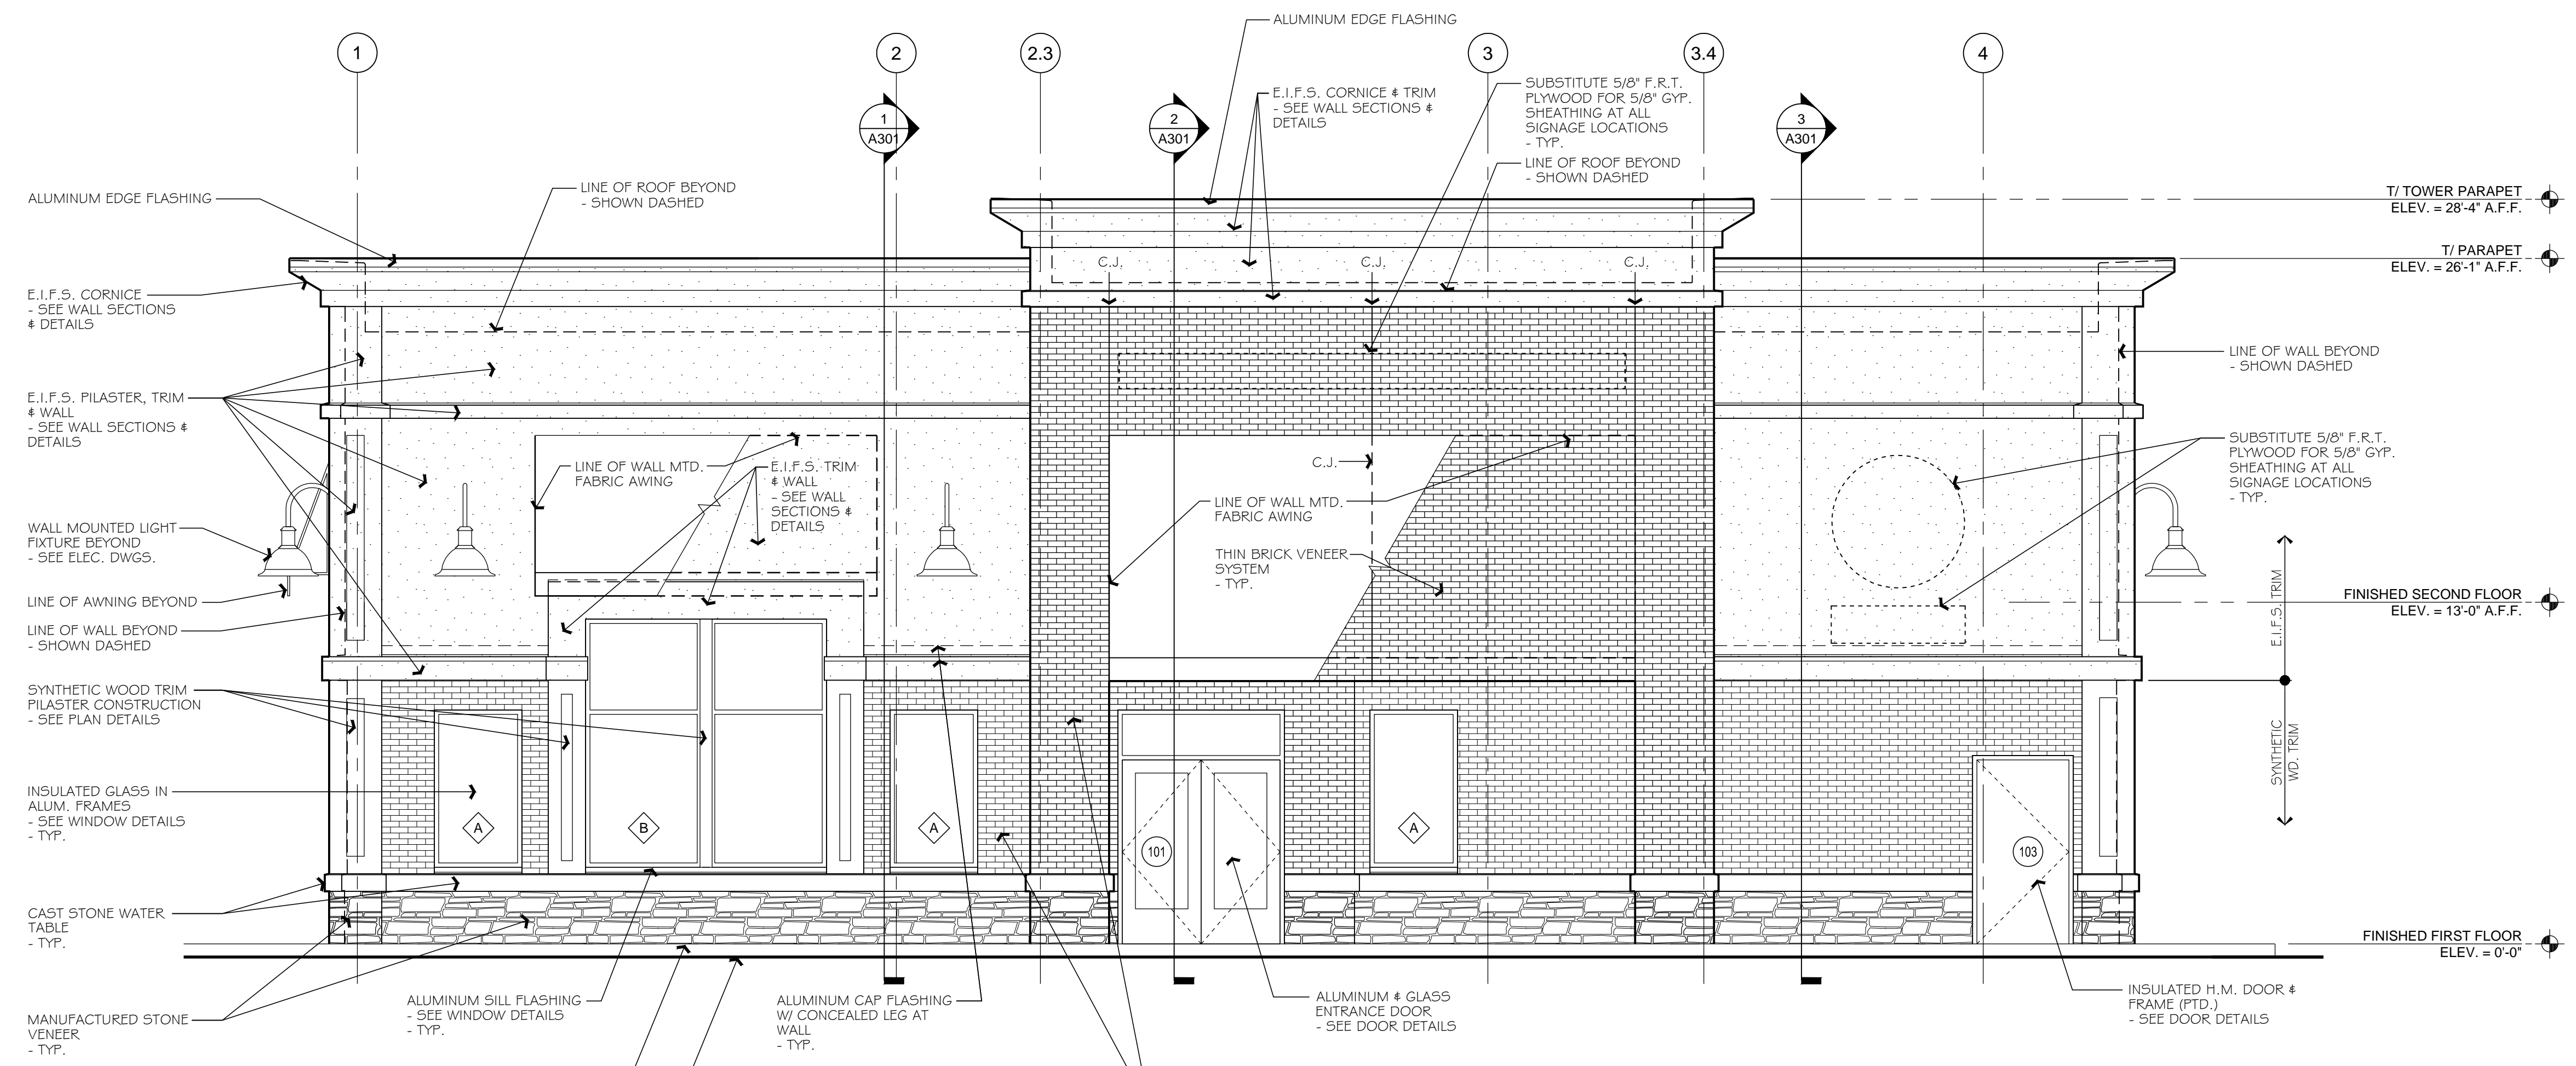 ALUMINUM EDGE FLASHING
1
2
2.3
3
3.4
4
SUBSTITUTE 5/8" F.R.T.
PLYWOOD FOR 5/8" GYP.
SHEATHING AT ALL
SIGNAGE LOCATIONS
- TYP.
E.I.F.S. CORNICE & TRIM
- SEE WALL SECTIONS &
DETAILS
1
A301
2
A301
3
A301
LINE OF ROOF BEYOND
- SHOWN DASHED
LINE OF ROOF BEYOND
- SHOWN DASHED
ALUMINUM EDGE FLASHING
T/ TOWER PARAPET
ELEV. = 28'-4" A.F.F.
T/ PARAPET
ELEV. = 26'-1" A.F.F.
C.J.
C.J.
C.J.
E.I.F.S. CORNICE
- SEE WALL SECTIONS
& DETAILS
LINE OF WALL BEYOND
- SHOWN DASHED
E.I.F.S. PILASTER, TRIM
& WALL
- SEE WALL SECTIONS &
DETAILS
SUBSTITUTE 5/8" F.R.T.
PLYWOOD FOR 5/8" GYP.
SHEATHING AT ALL
SIGNAGE LOCATIONS
- TYP.
LINE OF WALL MTD.
FABRIC AWING
E.I.F.S. TRIM
& WALL
- SEE WALL
SECTIONS &
DETAILS
C.J.
LINE OF WALL MTD.
FABRIC AWING
WALL MOUNTED LIGHT
FIXTURE BEYOND
- SEE ELEC. DWGS.
THIN BRICK VENEER
SYSTEM
- TYP.
LINE OF AWNING BEYOND
FINISHED SECOND FLOOR
ELEV. = 13'-0" A.F.F.
E.I.F.S. TRIM
LINE OF WALL BEYOND
- SHOWN DASHED
SYNTHETIC WOOD TRIM
PILASTER CONSTRUCTION
- SEE PLAN DETAILS
SYNTHETIC
WD. TRIM
INSULATED GLASS IN
ALUM. FRAMES
- SEE WINDOW DETAILS
- TYP.
A
B
A
101
A
103
CAST STONE WATER
TABLE
- TYP.
FINISHED FIRST FLOOR
ELEV. = 0'-0"
MANUFACTURED STONE
VENEER
- TYP.
ALUMINUM SILL FLASHING
- SEE WINDOW DETAILS
- TYP.
ALUMINUM CAP FLASHING
W/ CONCEALED LEG AT
WALL
- TYP.
ALUMINUM & GLASS
ENTRANCE DOOR
- SEE DOOR DETAILS
INSULATED H.M. DOOR &
FRAME (PTD.)
- SEE DOOR DETAILS